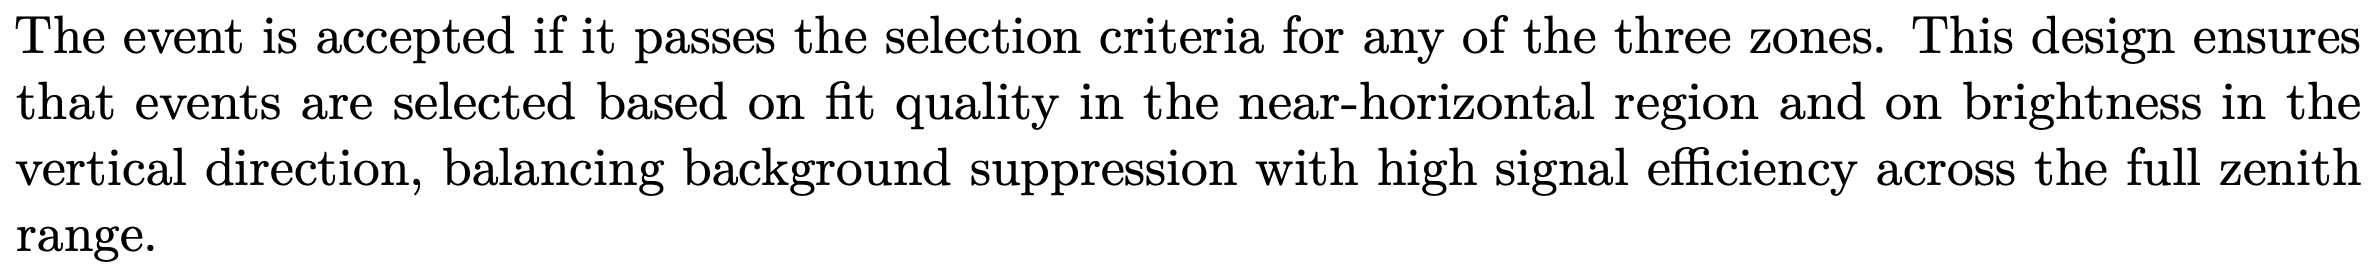 The event is accepted if it passes the selection criteria for any of the three zones. This design ensures
that events are selected based on fit quality in the near-horizontal region and on brightness in the
vertical direction, balancing background suppression with high signal efficiency across the full zenith
range.